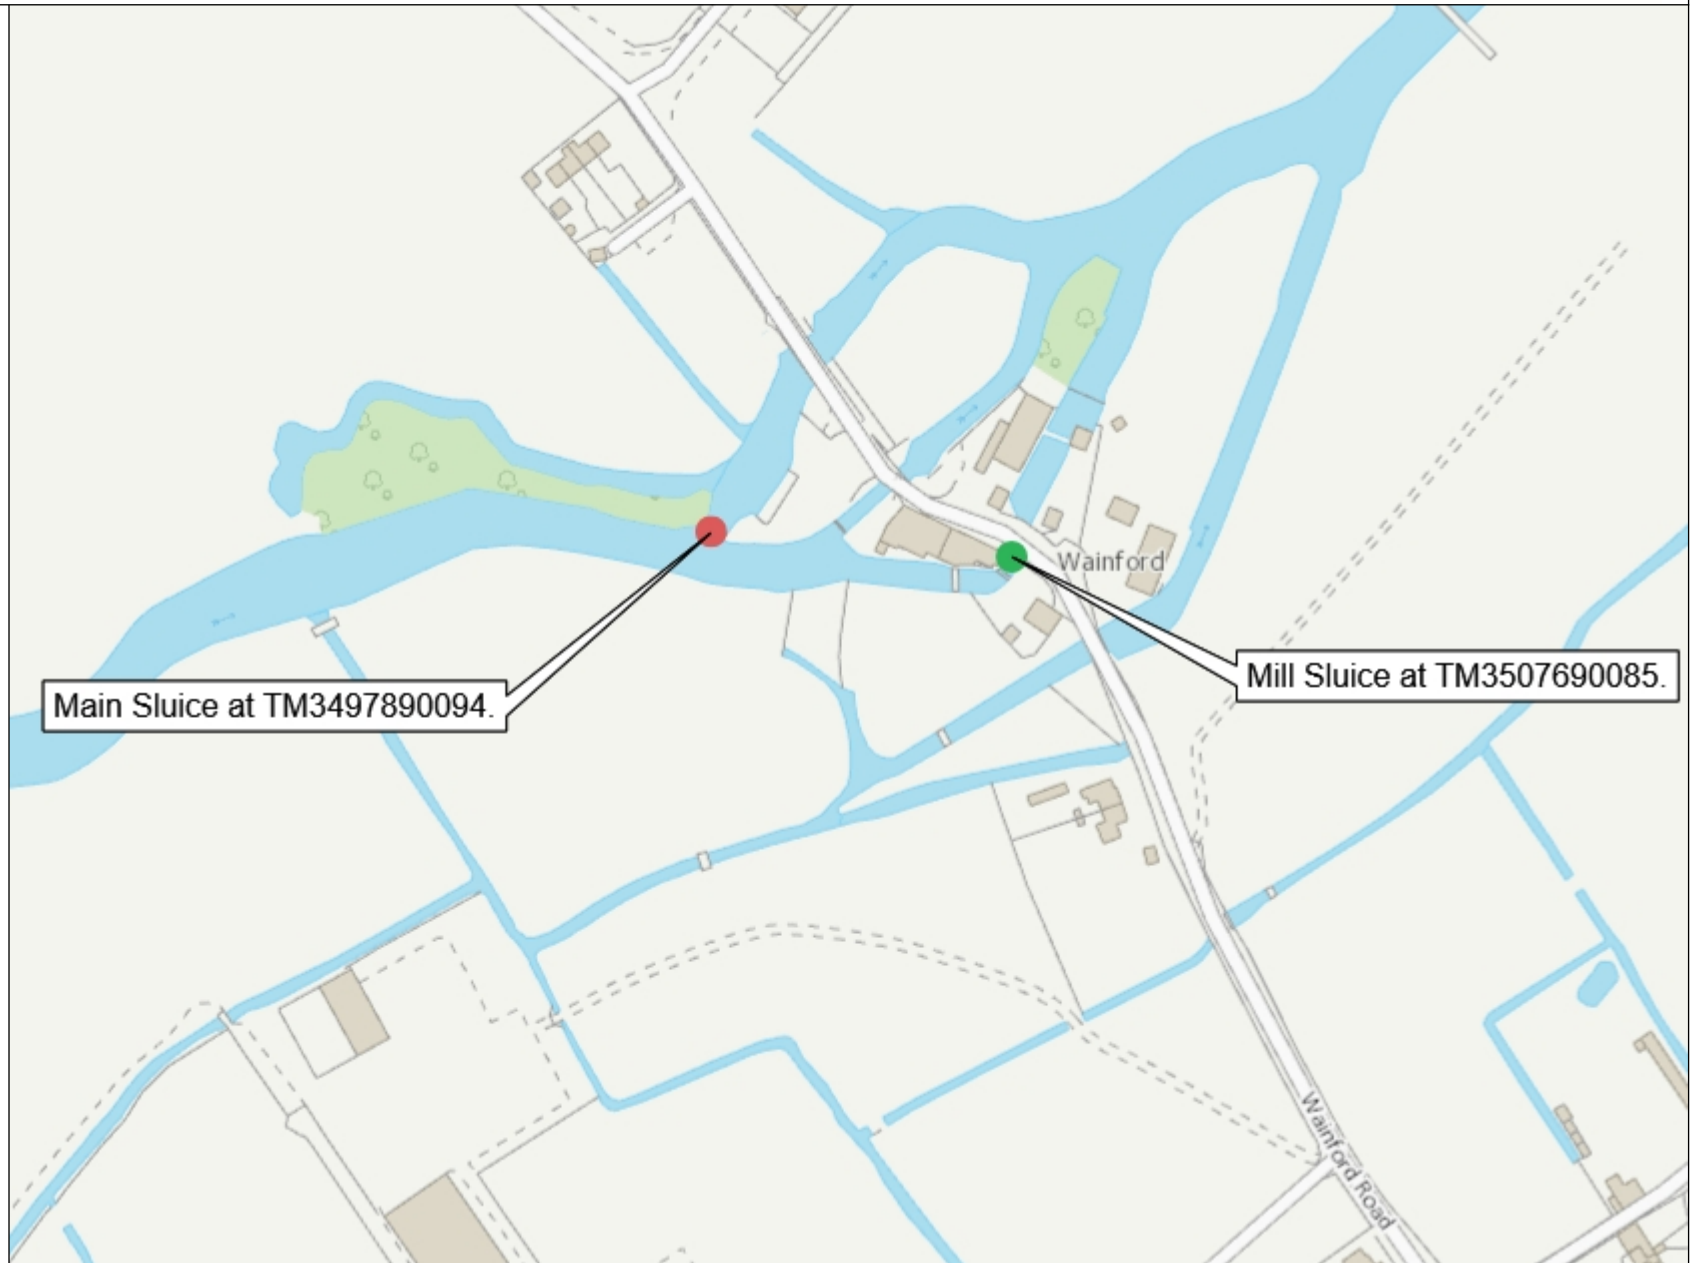 Wainford
Mill Sluice at TM3507690085.
Main Sluice at TM3497890094.
Wainford Road